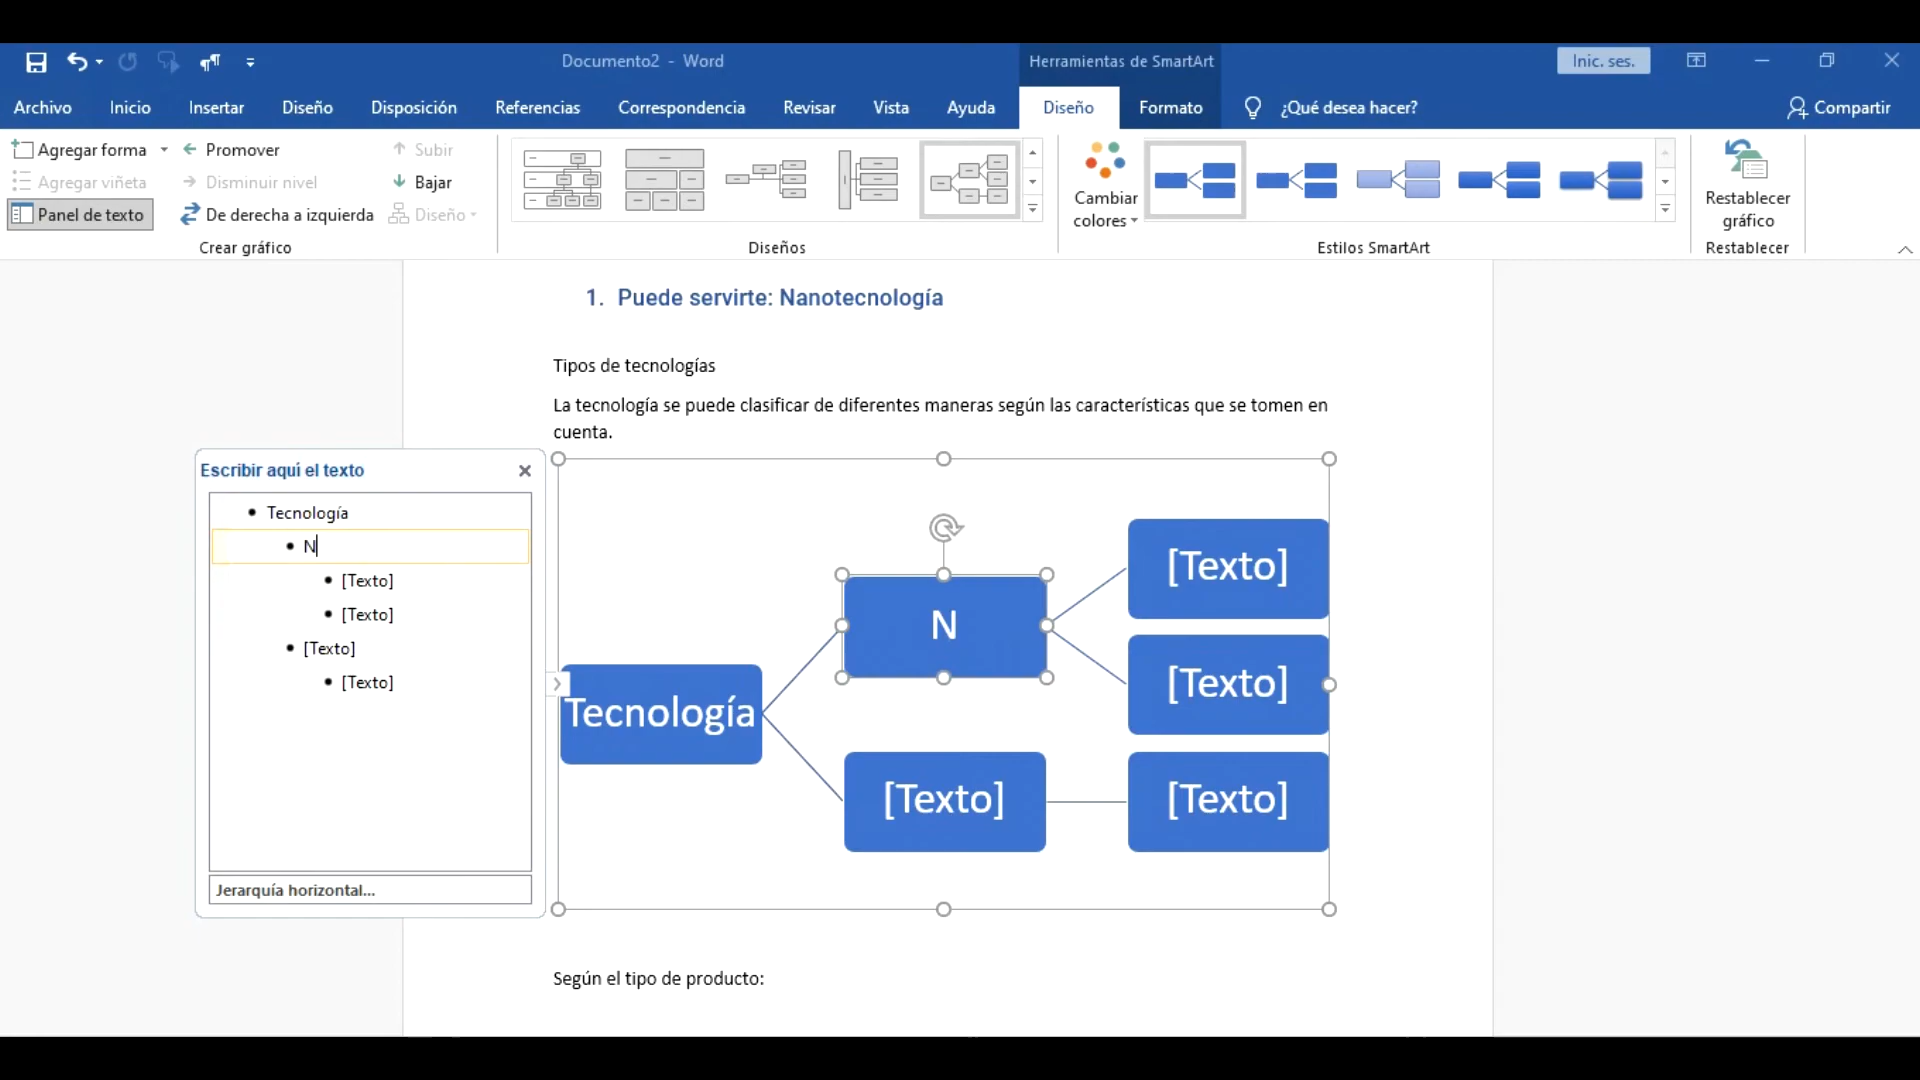 Documento2 - Word
Herramientas de SmartArt
Inic. ses.
Archivo Inicio Insertar Diseño Disposición Referencias Correspondencia Revisar Vista Ayuda Diseño Formato ¿Qué desea hacer? Compartir
Agregar forma Promover Subir
Agregar viñeta Disminuir nivel Bajar
Panel de texto De derecha a izquierda Diseño
Crear gráfico
Diseños
Cambiar
colores
Estilos SmartArt
Restablecer
gráfico
Restablecer
1. Puede servirte: Nanotecnología
Tipos de tecnologías
La tecnología se puede clasificar de diferentes maneras según las características que se tomen en
cuenta.
Escribir aquí el texto
• Tecnología
• N
• [Texto]
• [Texto]
• [Texto]
• [Texto]
Jerarquía horizontal...
Tecnología
N
[Texto]
[Texto]
[Texto]
[Texto]
Según el tipo de producto: